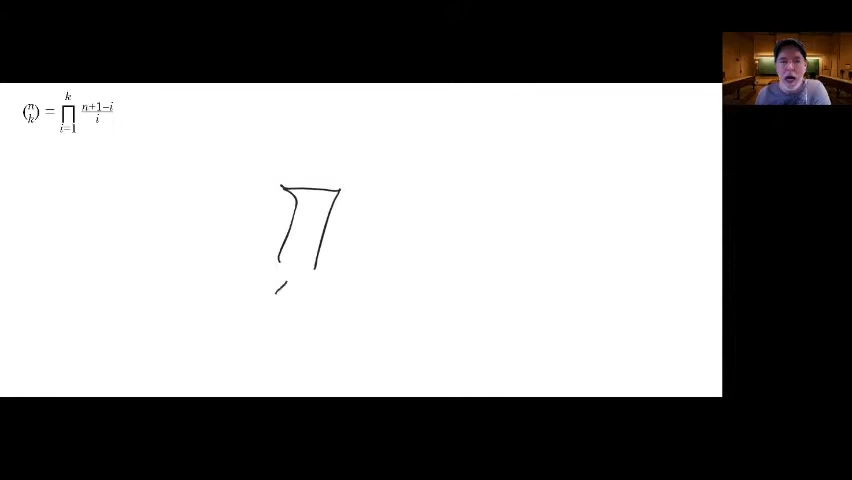 (n k) = k ∏ i=1 n+1−i / i
∏